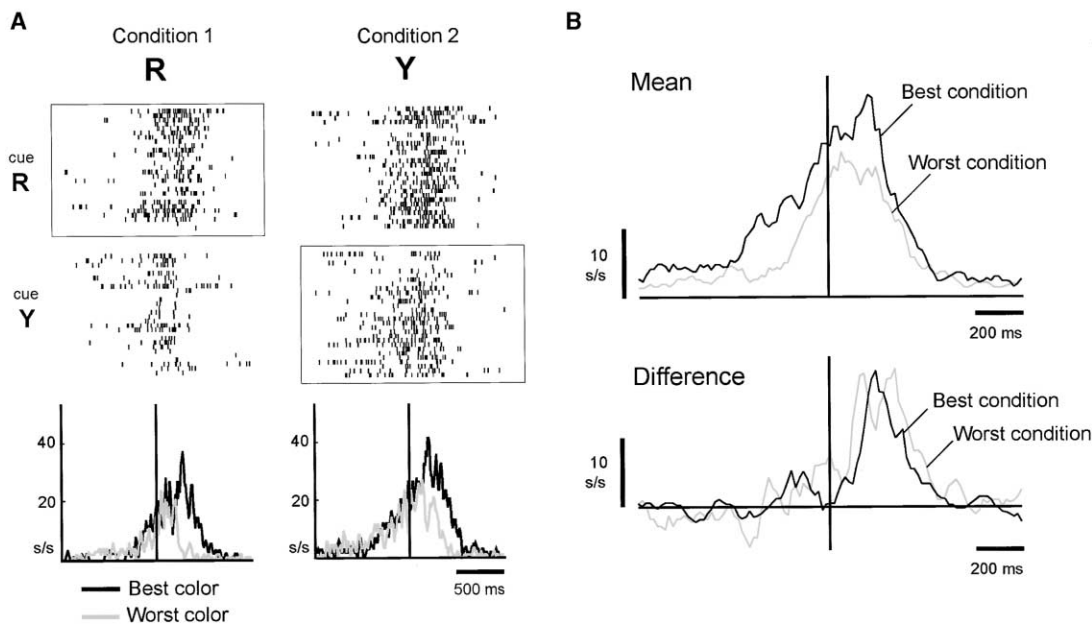 A
Condition 1
R
Condition 2
Y
cue
R
cue
Y
40
20
s/s
40
20
s/s
500 ms
Best color
Worst color
B
Mean
Best condition
Worst condition
10
s/s
200 ms
Difference
Best condition
Worst condition
10
s/s
200 ms